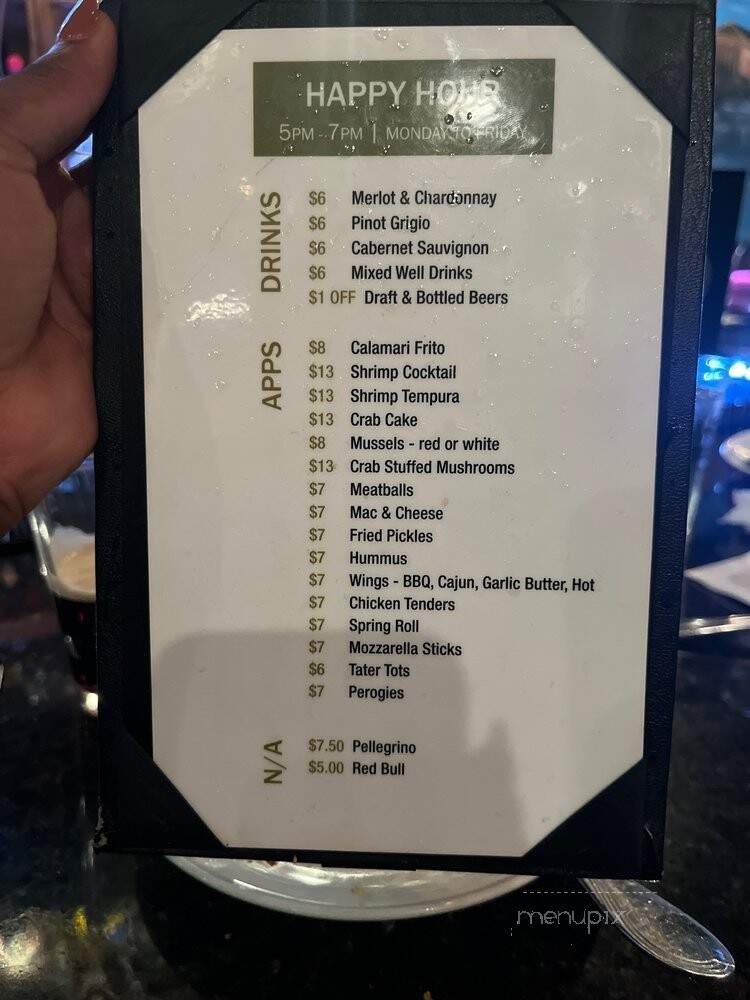 HAPPY HOUR
5PM - 7PM | MONDAY TO FRIDAY
DRINKS
$6 Merlot & Chardonnay
$6 Pinot Grigio
$6 Cabernet Sauvignon
$6 Mixed Well Drinks
$1 OFF Draft & Bottled Beers
APPS
$8 Calamari Frito
$13 Shrimp Cocktail
$13 Shrimp Tempura
$13 Crab Cake
$8 Mussels - red or white
$13 Crab Stuffed Mushrooms
$7 Meatballs
$7 Mac & Cheese
$7 Fried Pickles
$7 Hummus
$7 Wings - BBQ, Cajun, Garlic Butter, Hot
$7 Chicken Tenders
$7 Spring Roll
$7 Mozzarella Sticks
$6 Tater Tots
$7 Perogies
N/A
$7.50 Pellegrino
$5.00 Red Bull
menupix